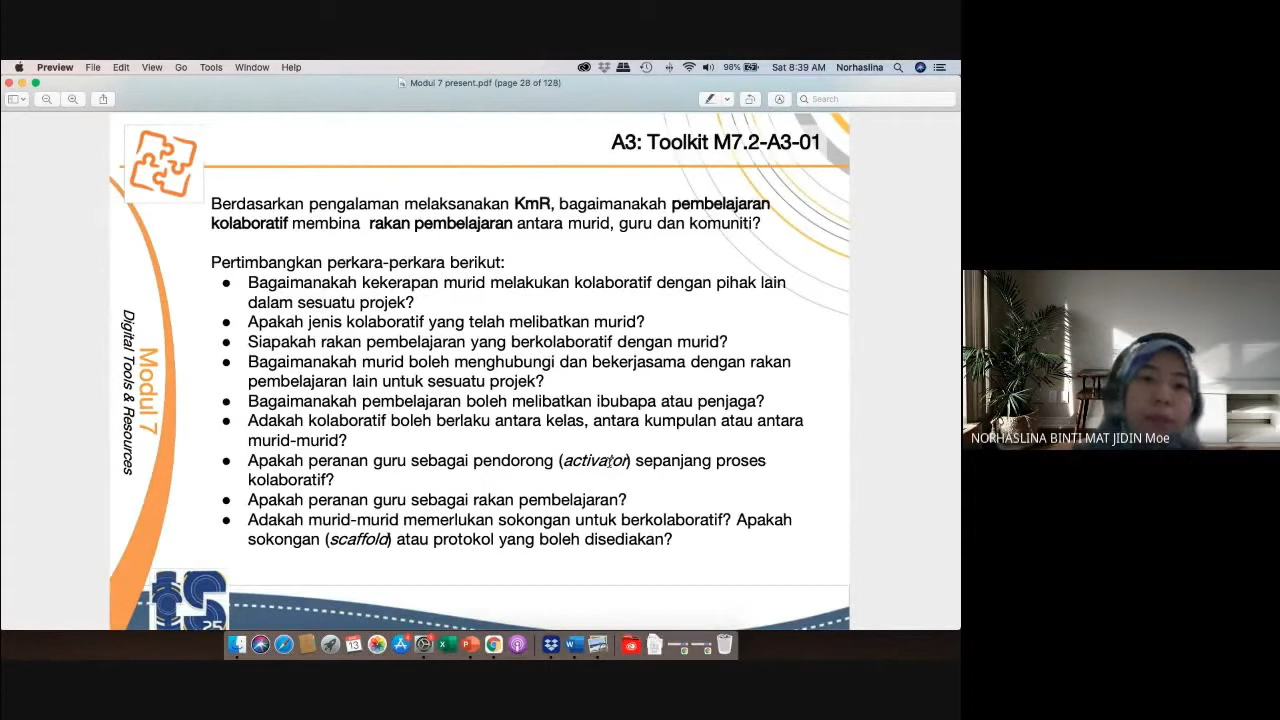 Preview File Edit View Go Tools Window Help 98% Sat 8:39 AM Norhaslina
Modul 7 present.pdf (page 28 of 128)
Search
A3: Toolkit M7.2-A3-01
Berdasarkan pengalaman melaksanakan KmR, bagaimanakah pembelajaran
kolaboratif membina rakan pembelajaran antara murid, guru dan komuniti?
Pertimbangkan perkara-perkara berikut:
● Bagaimanakah kekerapan murid melakukan kolaboratif dengan pihak lain
dalam sesuatu projek?
● Apakah jenis kolaboratif yang telah melibatkan murid?
● Siapakah rakan pembelajaran yang berkolaboratif dengan murid?
● Bagaimanakah murid boleh menghubungi dan bekerjasama dengan rakan
pembelajaran lain untuk sesuatu projek?
● Bagaimanakah pembelajaran boleh melibatkan ibubapa atau penjaga?
● Adakah kolaboratif boleh berlaku antara kelas, antara kumpulan atau antara
murid-murid?
● Apakah peranan guru sebagai pendorong (activator) sepanjang proses
kolaboratif?
● Apakah peranan guru sebagai rakan pembelajaran?
● Adakah murid-murid memerlukan sokongan untuk berkolaboratif? Apakah
sokongan (scaffold) atau protokol yang boleh disediakan?
Modul 7
Digital Tools & Resources
25
13
NORHASLINA BINTI MAT JIDIN Moe